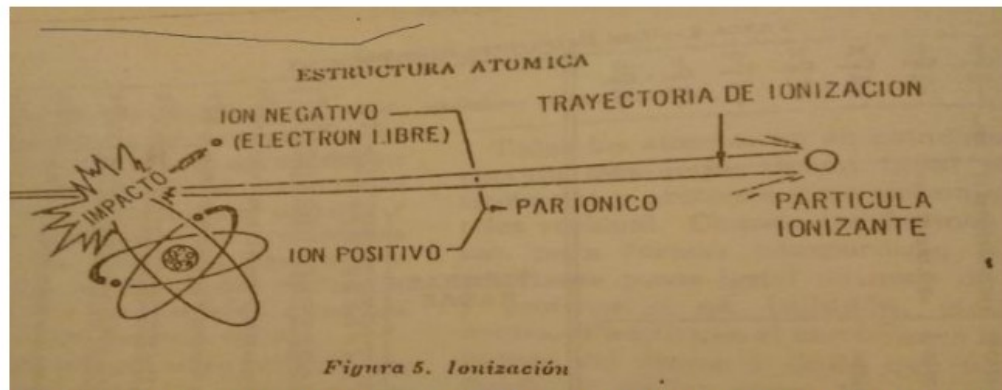 ESTRUCTURA ATOMICA
ION NEGATIVO
(ELECTRON LIBRE)
TRAYECTORIA DE IONIZACION
IMPACTO
PAR IONICO
PARTICULA
IONIZANTE
ION POSITIVO
Figura 5. Ionización